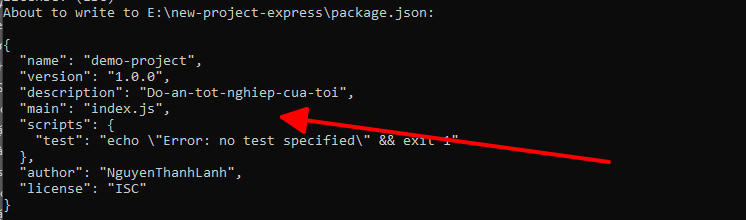 About to write to E:\new-project-express\package.json:
{
"name": "demo-project",
"version": "1.0.0",
"description": "Do-an-tot-nghiep-cua-toi",
"main": "index.js",
"scripts": {
"test": "echo \"Error: no test specified\" && exit 1"
},
"author": "NguyenThanhLanh",
"license": "ISC"
}